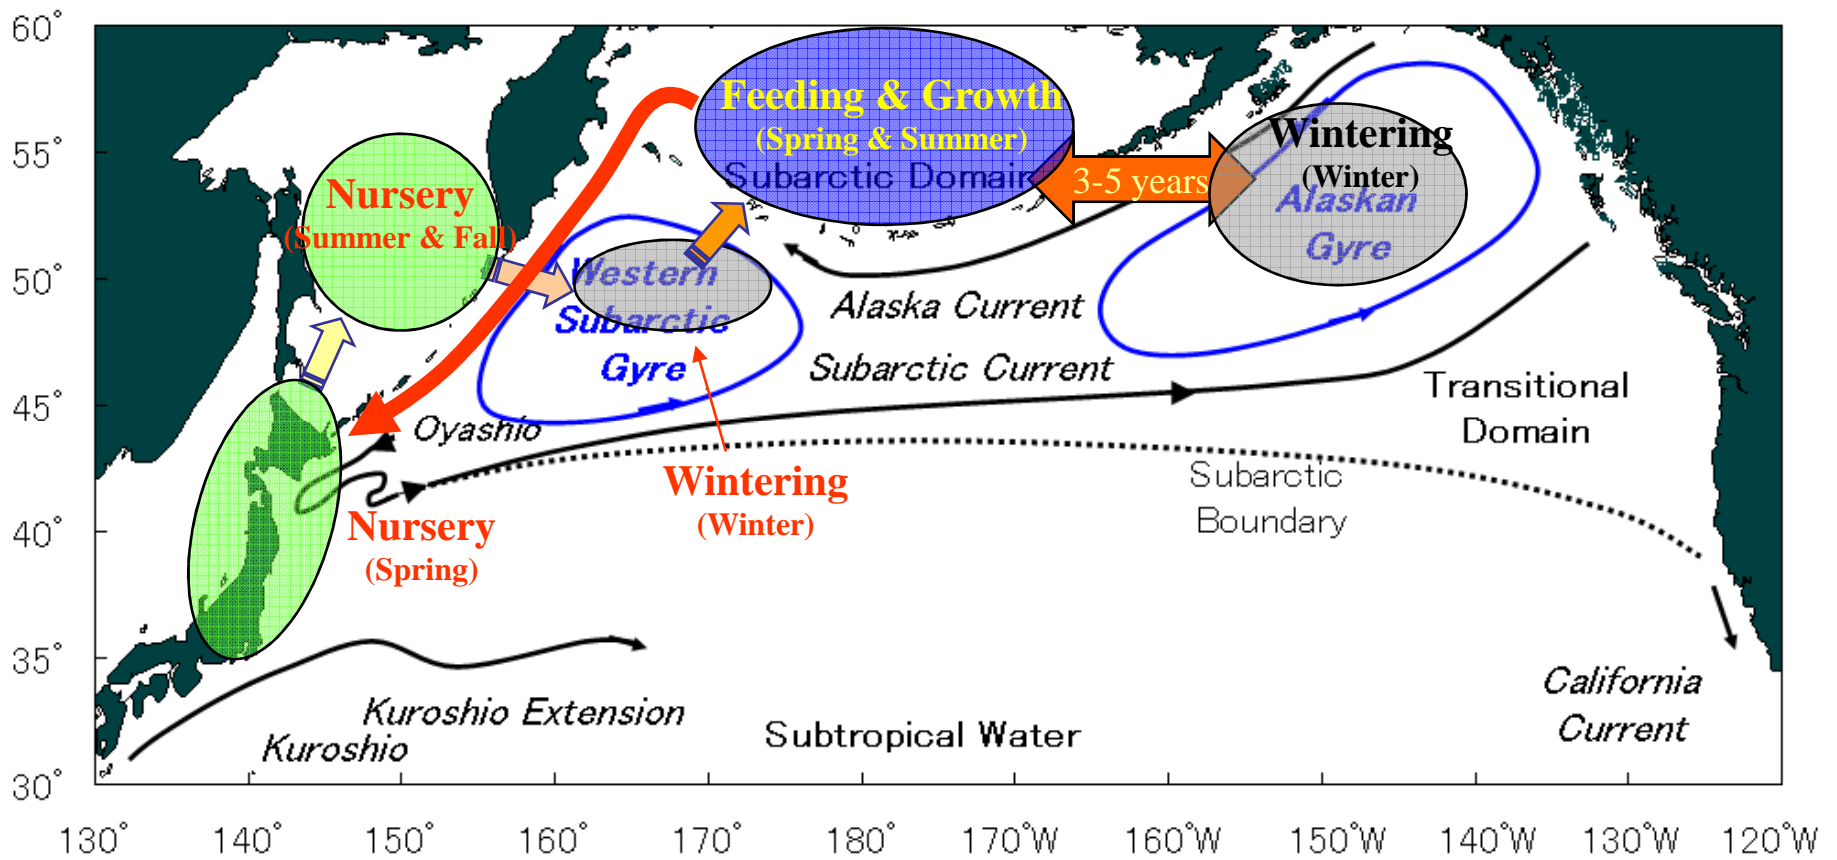 60°
55°
50°
45°
40°
35°
30°
Feeding & Growth
(Spring & Summer)
Subarctic Domain
3-5 years
Wintering
(Winter)
Alaskan
Gyre
Nursery
(Summer & Fall)
Western
Subarctic
Gyre
Alaska Current
Subarctic Current
Transitional
Domain
Oyashio
Wintering
(Winter)
Subarctic
Boundary
Nursery
(Spring)
Kuroshio Extension
Kuroshio
Subtropical Water
California
Current
130° 140° 150° 160° 170° 180° 170°W 160°W 150°W 140°W 130°W 120°W